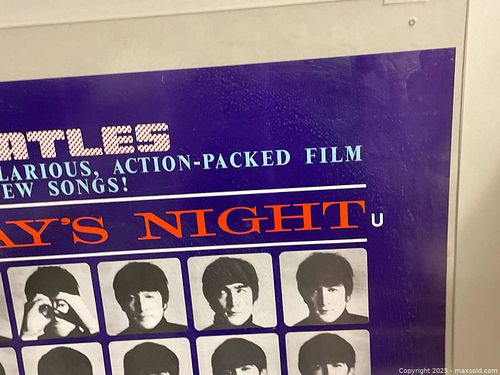 ATLES
LARIOUS, ACTION-PACKED FILM
EW SONGS!
AY'S NIGHT U
Copyright 2025 - maxsold.com